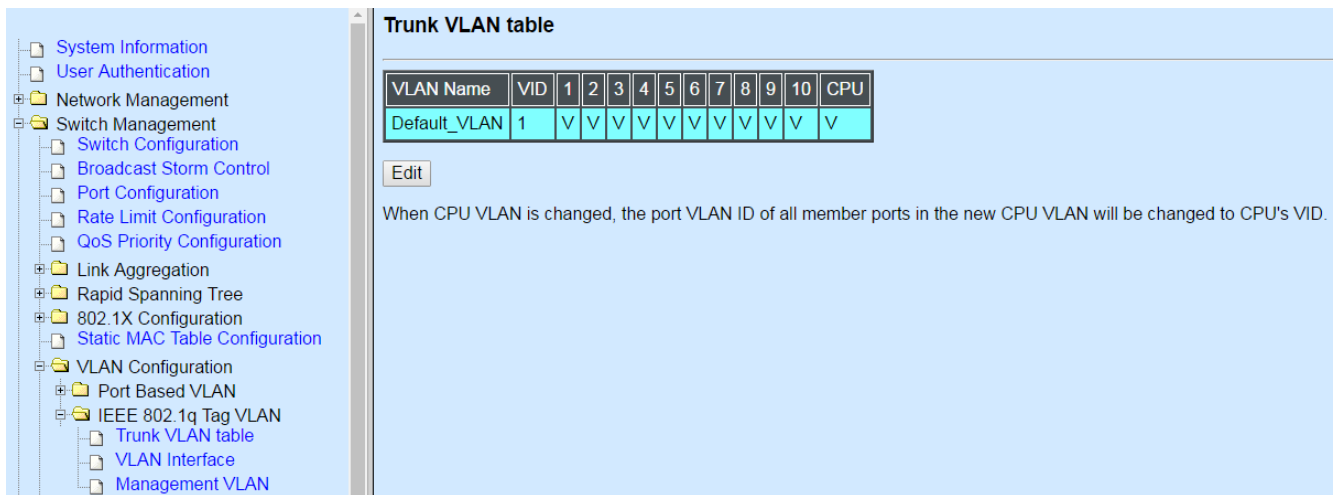 System Information
User Authentication
Network Management
Switch Management
Switch Configuration
Broadcast Storm Control
Port Configuration
Rate Limit Configuration
QoS Priority Configuration
Link Aggregation
Rapid Spanning Tree
802.1X Configuration
Static MAC Table Configuration
VLAN Configuration
Port Based VLAN
IEEE 802.1q Tag VLAN
Trunk VLAN table
VLAN Interface
Management VLAN
Trunk VLAN table
VLAN Name VID 1 2 3 4 5 6 7 8 9 10 CPU
Default_VLAN 1 V V V V V V V V V V V
Edit
When CPU VLAN is changed, the port VLAN ID of all member ports in the new CPU VLAN will be changed to CPU's VID.